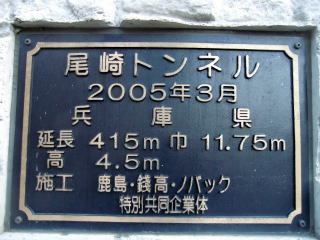 尾崎トンネル
2005年3月
兵庫県
延長 415m 巾 11.75m
高 4.5m
施工 鹿島・銭高・ノバック
特別共同企業体